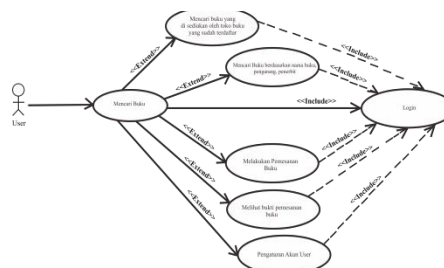 Mencari buku yang
di sediakan oleh toko buku
yang sudah terdaftar
<<Extend>>
<<Include>>
Mencari Buku berdasarkan nama buku,
pengarang, penerbit
<<Extend>>
<<Include>>
User
Mencari Buku
<<Include>>
Login
<<Extend>>
Melakukan Pemesanan
Buku
<<Include>>
<<Extend>>
Melihat bukti pemesanan
buku
<<Include>>
<<Extend>>
Pengaturan Akun User
<<Include>>